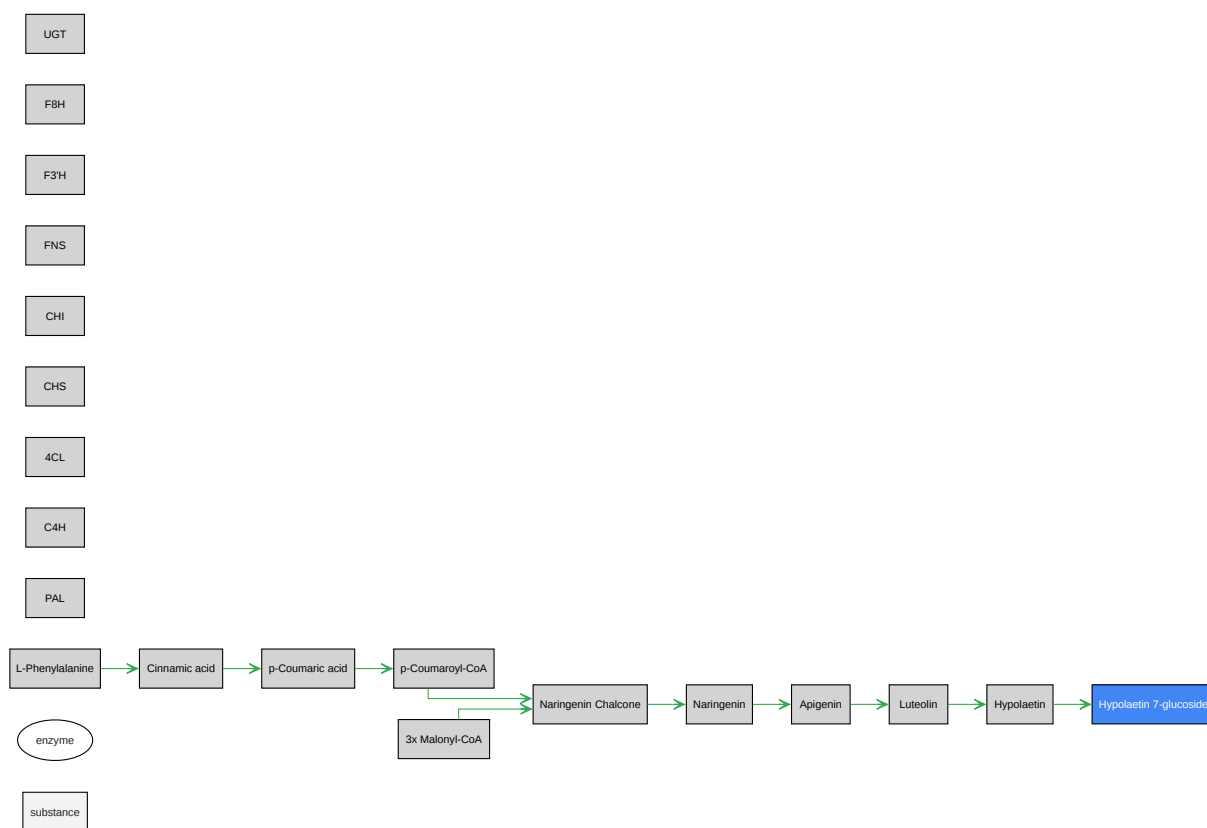 UGT
F8H
F3'H
FNS
CHI
CHS
4CL
C4H
PAL
L-Phenylalanine
Cinnamic acid
p-Coumaric acid
p-Coumaroyl-CoA
3x Malonyl-CoA
Naringenin Chalcone
Naringenin
Apigenin
Luteolin
Hypolaetin
Hypolaetin 7-glucoside
enzyme
substance